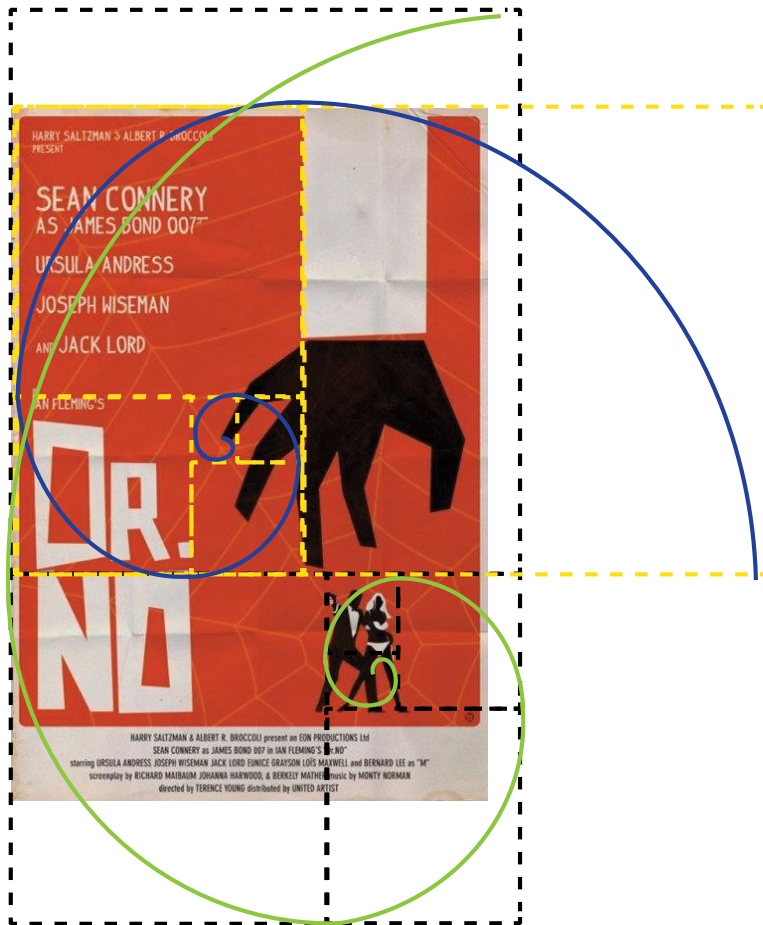 HARRY SALTZMAN & ALBERT R. BROCCOLI
PRESENT
SEAN CONNERY
AS JAMES BOND 007
URSULA ANDRESS
JOSEPH WISEMAN
AND JACK LORD
IAN FLEMING'S
DR.
NO
HARRY SALTZMAN & ALBERT R. BROCCOLI present an EON PRODUCTIONS Ltd
SEAN CONNERY as JAMES BOND 007 in IAN FLEMING'S "Dr.NO"
starring URSULA ANDRESS JOSEPH WISEMAN JACK LORD EUNICE GRAYSON LOÏS MAXWELL and BERNARD LEE as "M"
screenplay by RICHARD MAIBAUM JOHANNA HARWOOD, & BERKELY MATHER music by MONTY NORMAN
directed by TERENCE YOUNG distributed by UNITED ARTIST